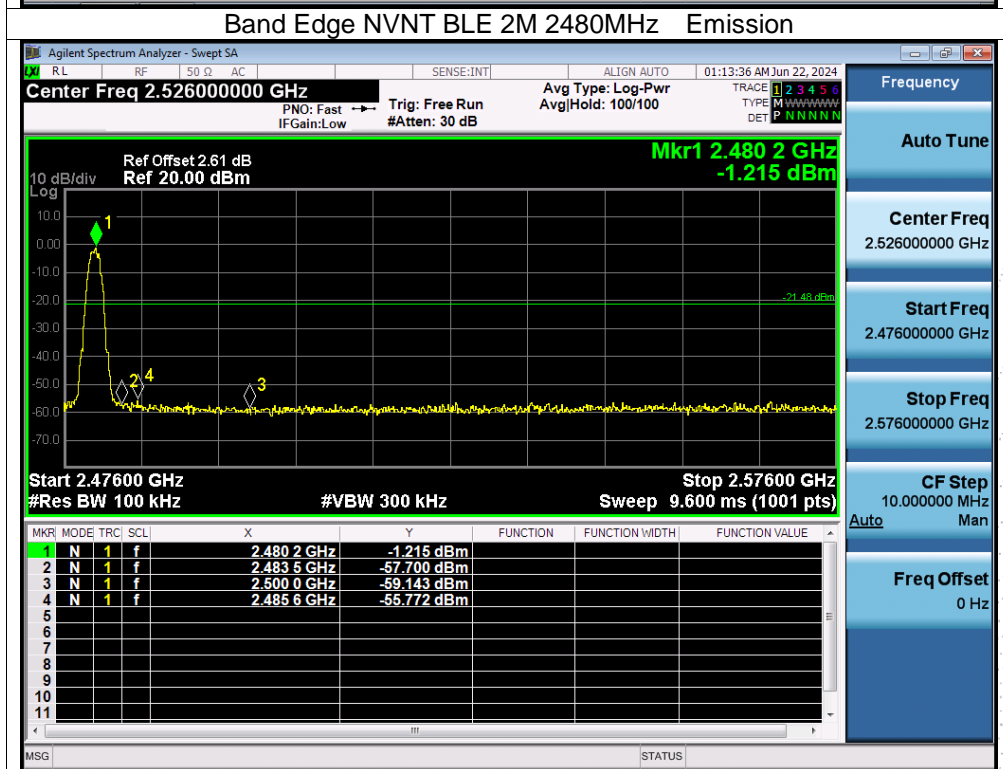 Band Edge NVNT BLE 2M 2480MHz Emission
Agilent Spectrum Analyzer - Swept SA
LXI RL RF 50 Ω AC SENSE:INT ALIGN AUTO 01:13:36 AM Jun 22, 2024
Center Freq 2.526000000 GHz
PNO: Fast
IFGain:Low
Trig: Free Run
#Atten: 30 dB
Avg Type: Log-Pwr
Avg|Hold: 100/100
TRACE 1 2 3 4 5 6
TYPE M WWWWW
DET P N N N N N
Ref Offset 2.61 dB
10 dB/div Ref 20.00 dBm
Log
Mkr1 2.480 2 GHz
-1.215 dBm
10.0
0.00
-10.0
-20.0
-30.0
-40.0
-50.0
-60.0
-70.0
1
2
4
3
-21.48 dBm
Start 2.47600 GHz Stop 2.57600 GHz
#Res BW 100 kHz #VBW 300 kHz Sweep 9.600 ms (1001 pts)
MKR MODE TRC SCL X Y FUNCTION FUNCTION WIDTH FUNCTION VALUE
1 N 1 f 2.480 2 GHz -1.215 dBm
2 N 1 f 2.483 5 GHz -57.700 dBm
3 N 1 f 2.500 0 GHz -59.143 dBm
4 N 1 f 2.485 6 GHz -55.772 dBm
5
6
7
8
9
10
11
MSG STATUS
Frequency
Auto Tune
Center Freq
2.526000000 GHz
Start Freq
2.476000000 GHz
Stop Freq
2.576000000 GHz
CF Step
10.000000 MHz
Auto Man
Freq Offset
0 Hz